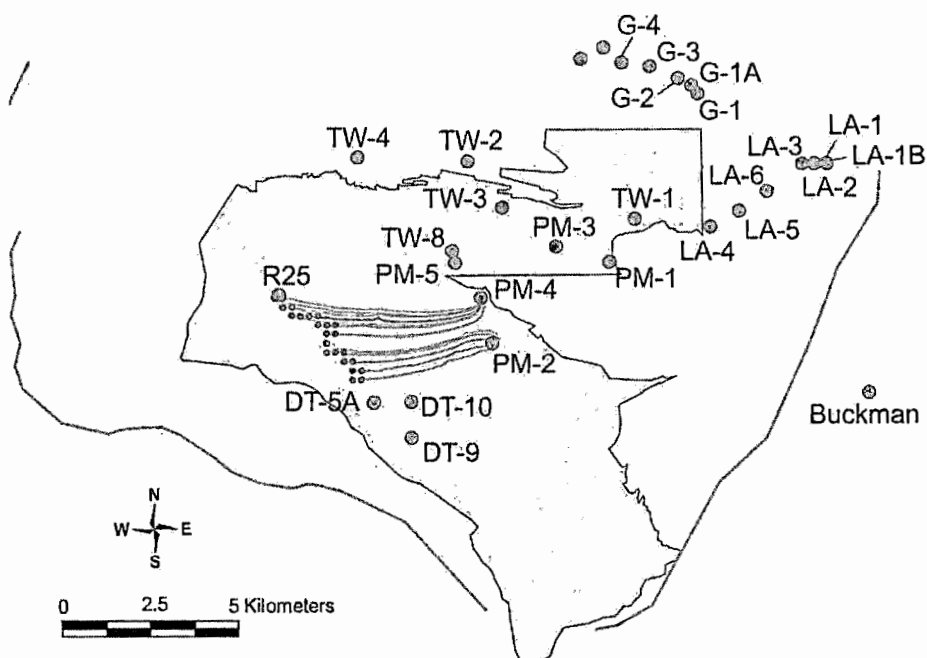 G-4
G-3
G-1A
G-2
G-1
TW-4
TW-2
LA-3
LA-1
LA-1B
LA-6
LA-2
TW-3
TW-1
PM-3
LA-4
LA-5
TW-8
PM-5
PM-1
R25
PM-4
PM-2
DT-5A
DT-10
Buckman
DT-9
N
W E
S
0 2.5 5 Kilometers